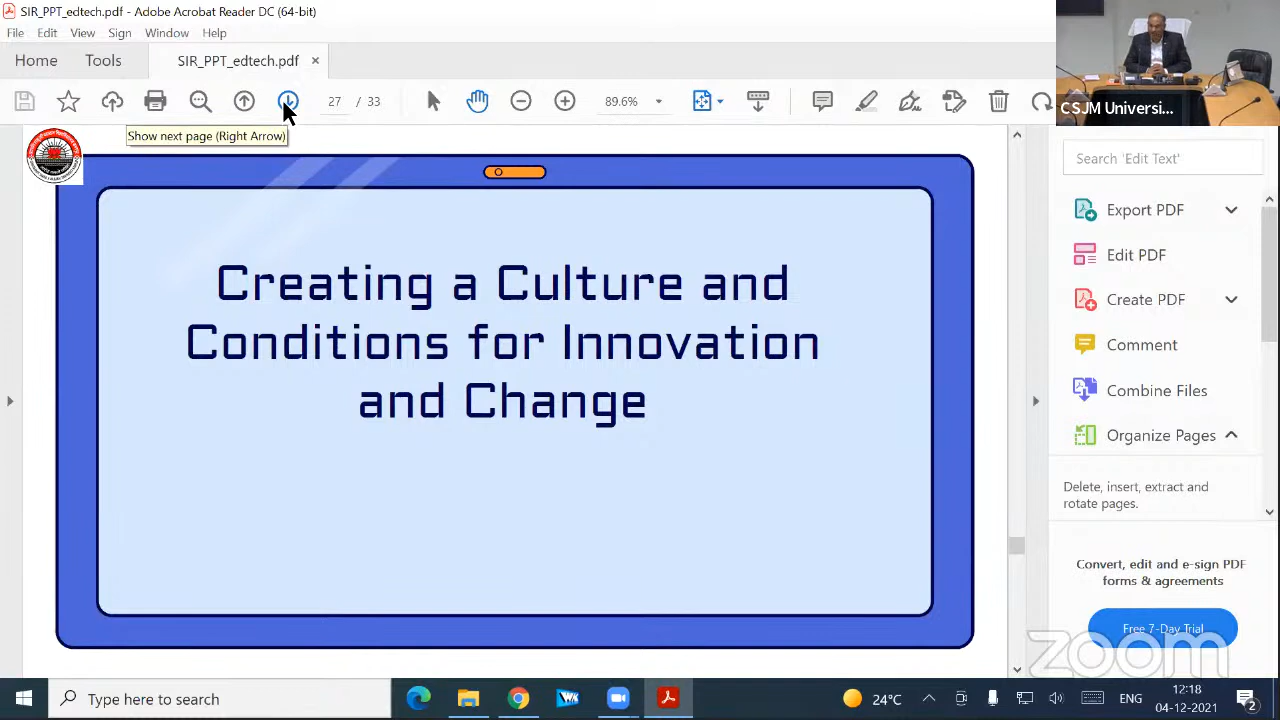 SIR_PPT_edtech.pdf - Adobe Acrobat Reader DC (64-bit)
File Edit View Sign Window Help
Home Tools SIR_PPT_edtech.pdf ×
27 / 33 89.6%
CSJM Universi...
Show next page (Right Arrow)
Creating a Culture and
Conditions for Innovation
and Change
Search 'Edit Text'
Export PDF
Edit PDF
Create PDF
Comment
Combine Files
Organize Pages
Delete, insert, extract and
rotate pages.
Convert, edit and e-sign PDF
forms & agreements
Free 7-Day Trial
zoom
Type here to search
24°C
ENG
12:18
04-12-2021
2